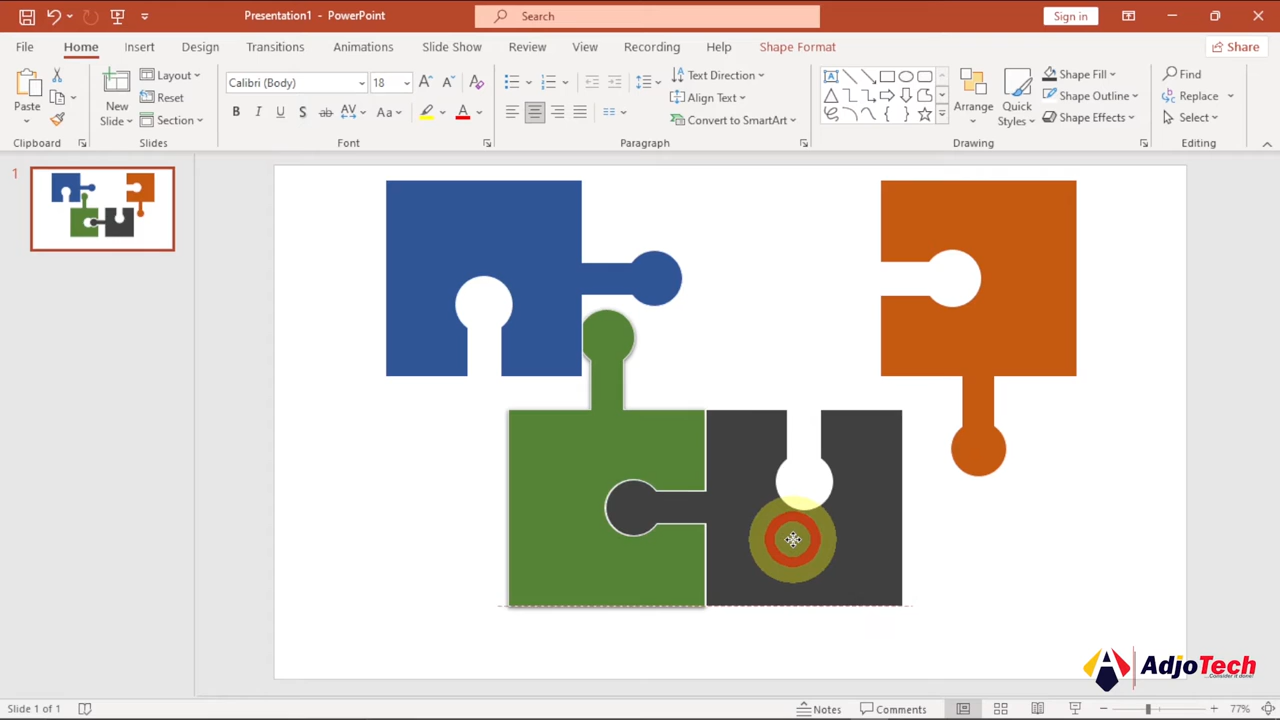 Presentation1 - PowerPoint
Search
Sign in
File
Home
Insert
Design
Transitions
Animations
Slide Show
Review
View
Recording
Help
Shape Format
Share
Paste
Clipboard
New
Slide
Layout
Reset
Section
Slides
Calibri (Body)
18
B I U S ab AV Aa A
Font
Text Direction
Align Text
Convert to SmartArt
Paragraph
Arrange
Quick
Styles
Shape Fill
Shape Outline
Shape Effects
Drawing
Find
Replace
Select
Editing
1
AdjoTech
...Consider it done!
Slide 1 of 1
Notes
Comments
77%